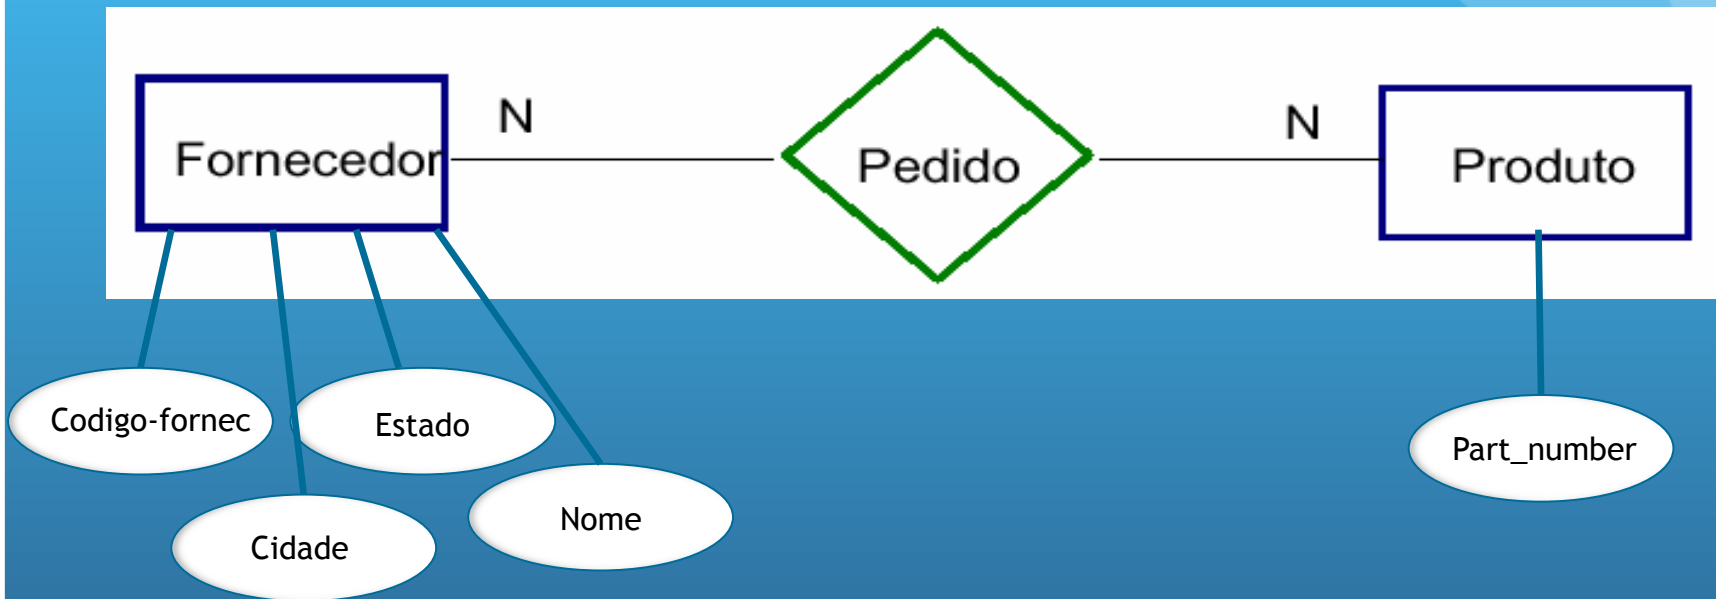 N
N
Fornecedor
Pedido
Produto
Codigo-fornec
Estado
Part_number
Nome
Cidade